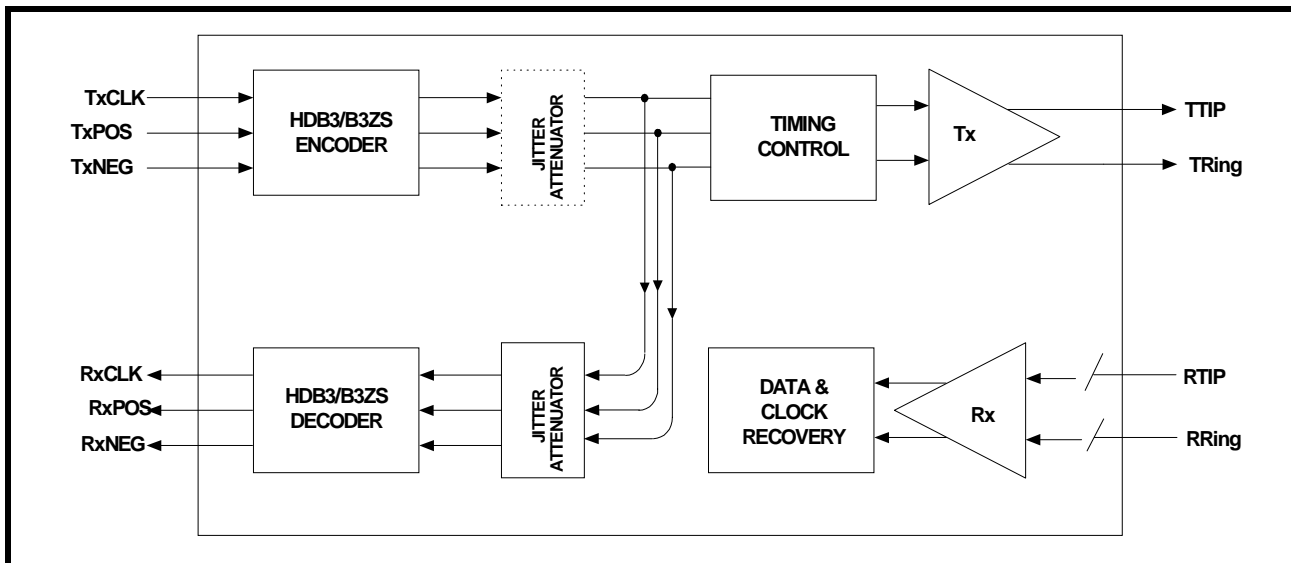 TxCLK
TxPOS
TxNEG
HDB3/B3ZS
ENCODER
JITTER
ATTENUATOR
TIMING
CONTROL
Tx
TTIP
TRing
RxCLK
RxPOS
RxNEG
HDB3/B3ZS
DECODER
JITTER
ATTENUATOR
DATA &
CLOCK
RECOVERY
Rx
RTIP
RRing